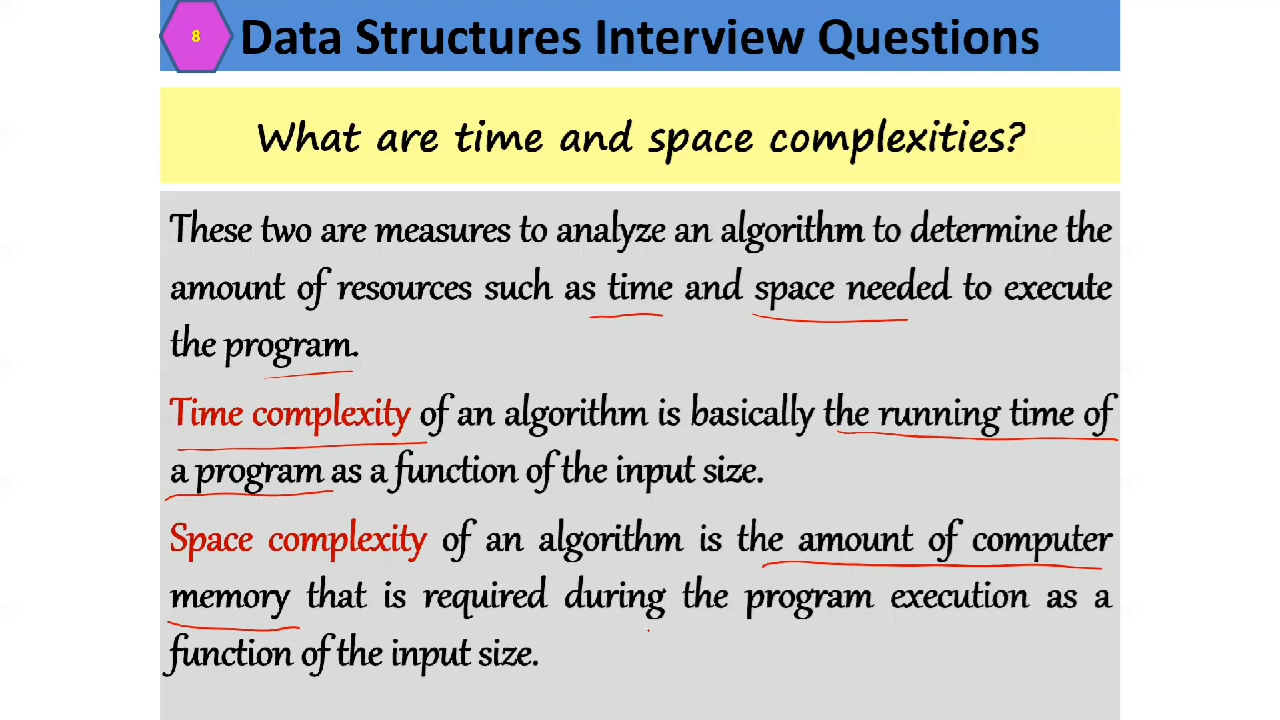 8
Data Structures Interview Questions
What are time and space complexities?
These two are measures to analyze an algorithm to determine the
amount of resources such as time and space needed to execute
the program.
Time complexity of an algorithm is basically the running time of
a program as a function of the input size.
Space complexity of an algorithm is the amount of computer
memory that is required during the program execution as a
function of the input size.